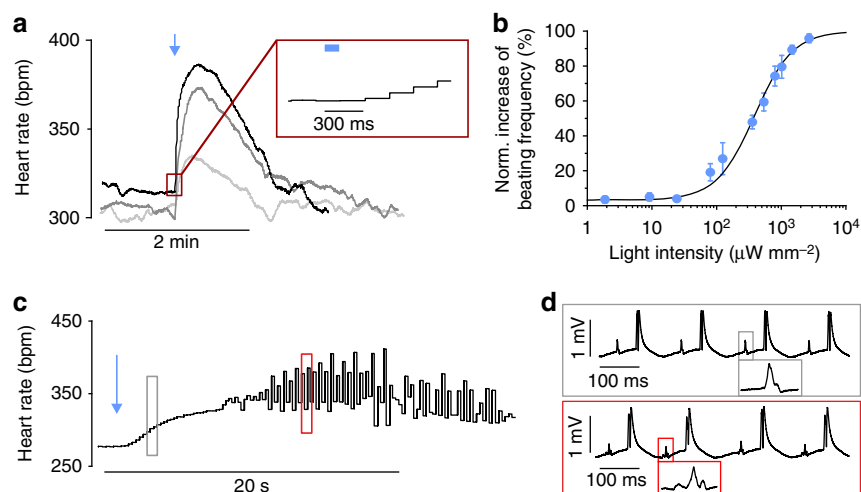 a
Heart rate (bpm)
400
350
300
300 ms
2 min
b
Norm. increase of
beating frequency (%)
100
80
60
40
20
0
1
10
10²
10³
10⁴
Light intensity (μW mm⁻²)
c
Heart rate (bpm)
450
350
250
20 s
d
1 mV
100 ms
1 mV
100 ms